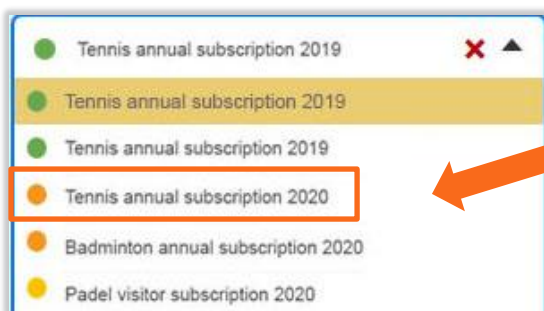 Tennis annual subscription 2019
Tennis annual subscription 2019
Tennis annual subscription 2019
Tennis annual subscription 2020
Badminton annual subscription 2020
Padel visitor subscription 2020